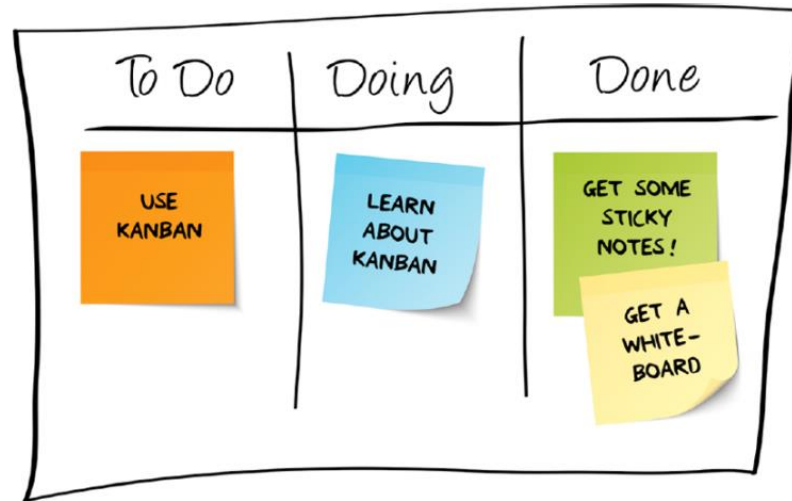 To Do
Doing
Done
USE
KANBAN
LEARN
ABOUT
KANBAN
GET SOME
STICKY
NOTES!
GET A
WHITE-
BOARD